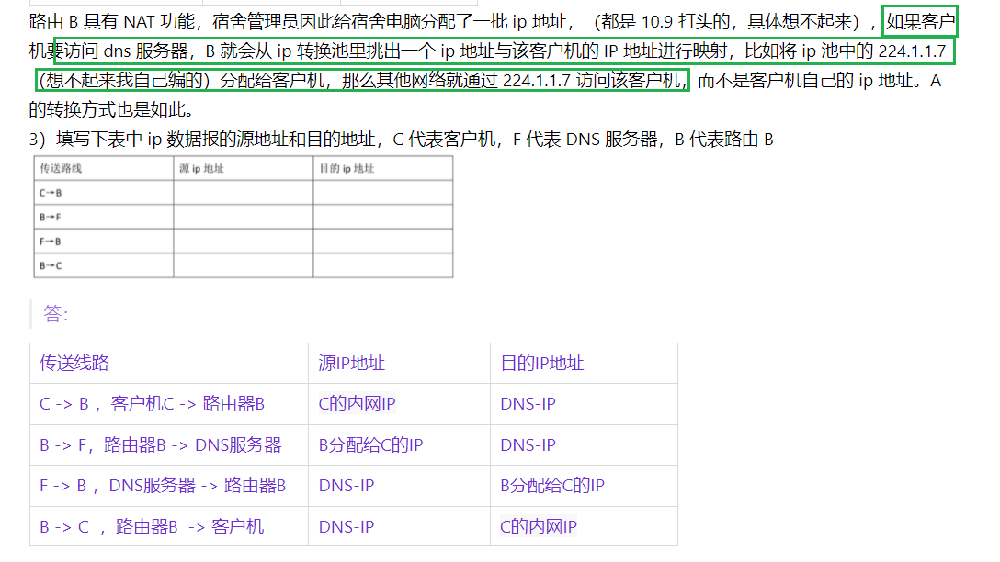 路由 B 具有 NAT 功能，宿舍管理员因此给宿舍电脑分配了一批 ip 地址，（都是 10.9 打头的，具体想不起来），如果客户
机要访问 dns 服务器，B 就会从 ip 转换池里挑出一个 ip 地址与该客户机的 IP 地址进行映射，比如将 ip 池中的 224.1.1.7
（想不起来我自己编的）分配给客户机，那么其他网络就通过 224.1.1.7 访问该客户机，而不是客户机自己的 ip 地址。A
的转换方式也是如此。
3）填写下表中 ip 数据报的源地址和目的地址，C 代表客户机，F 代表 DNS 服务器，B 代表路由 B
传送路线 源 ip 地址 目的 ip 地址
C→B
B→F
F→B
B→C
答：
传送线路 源IP地址 目的IP地址
C -> B ，客户机C -> 路由器B C的内网IP DNS-IP
B -> F，路由器B -> DNS服务器 B分配给C的IP DNS-IP
F -> B ，DNS服务器 -> 路由器B DNS-IP B分配给C的IP
B -> C ，路由器B -> 客户机 DNS-IP C的内网IP